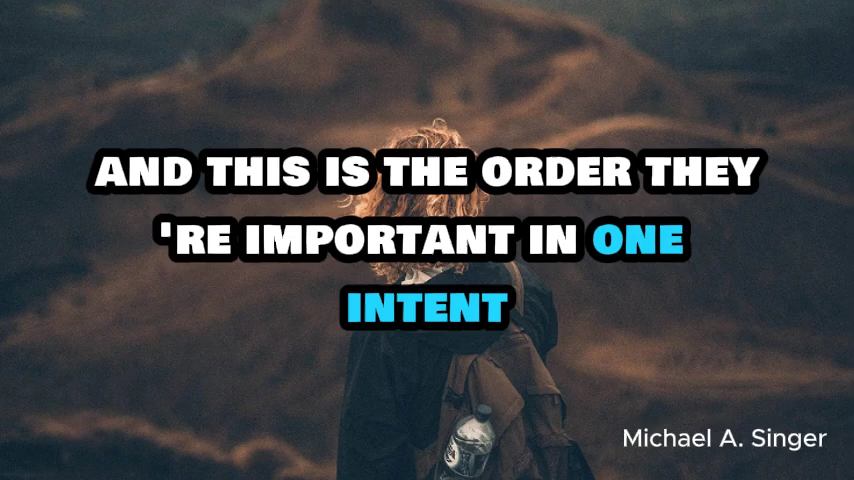 AND THIS IS THE ORDER THEY
'RE IMPORTANT IN ONE
INTENT
Michael A. Singer